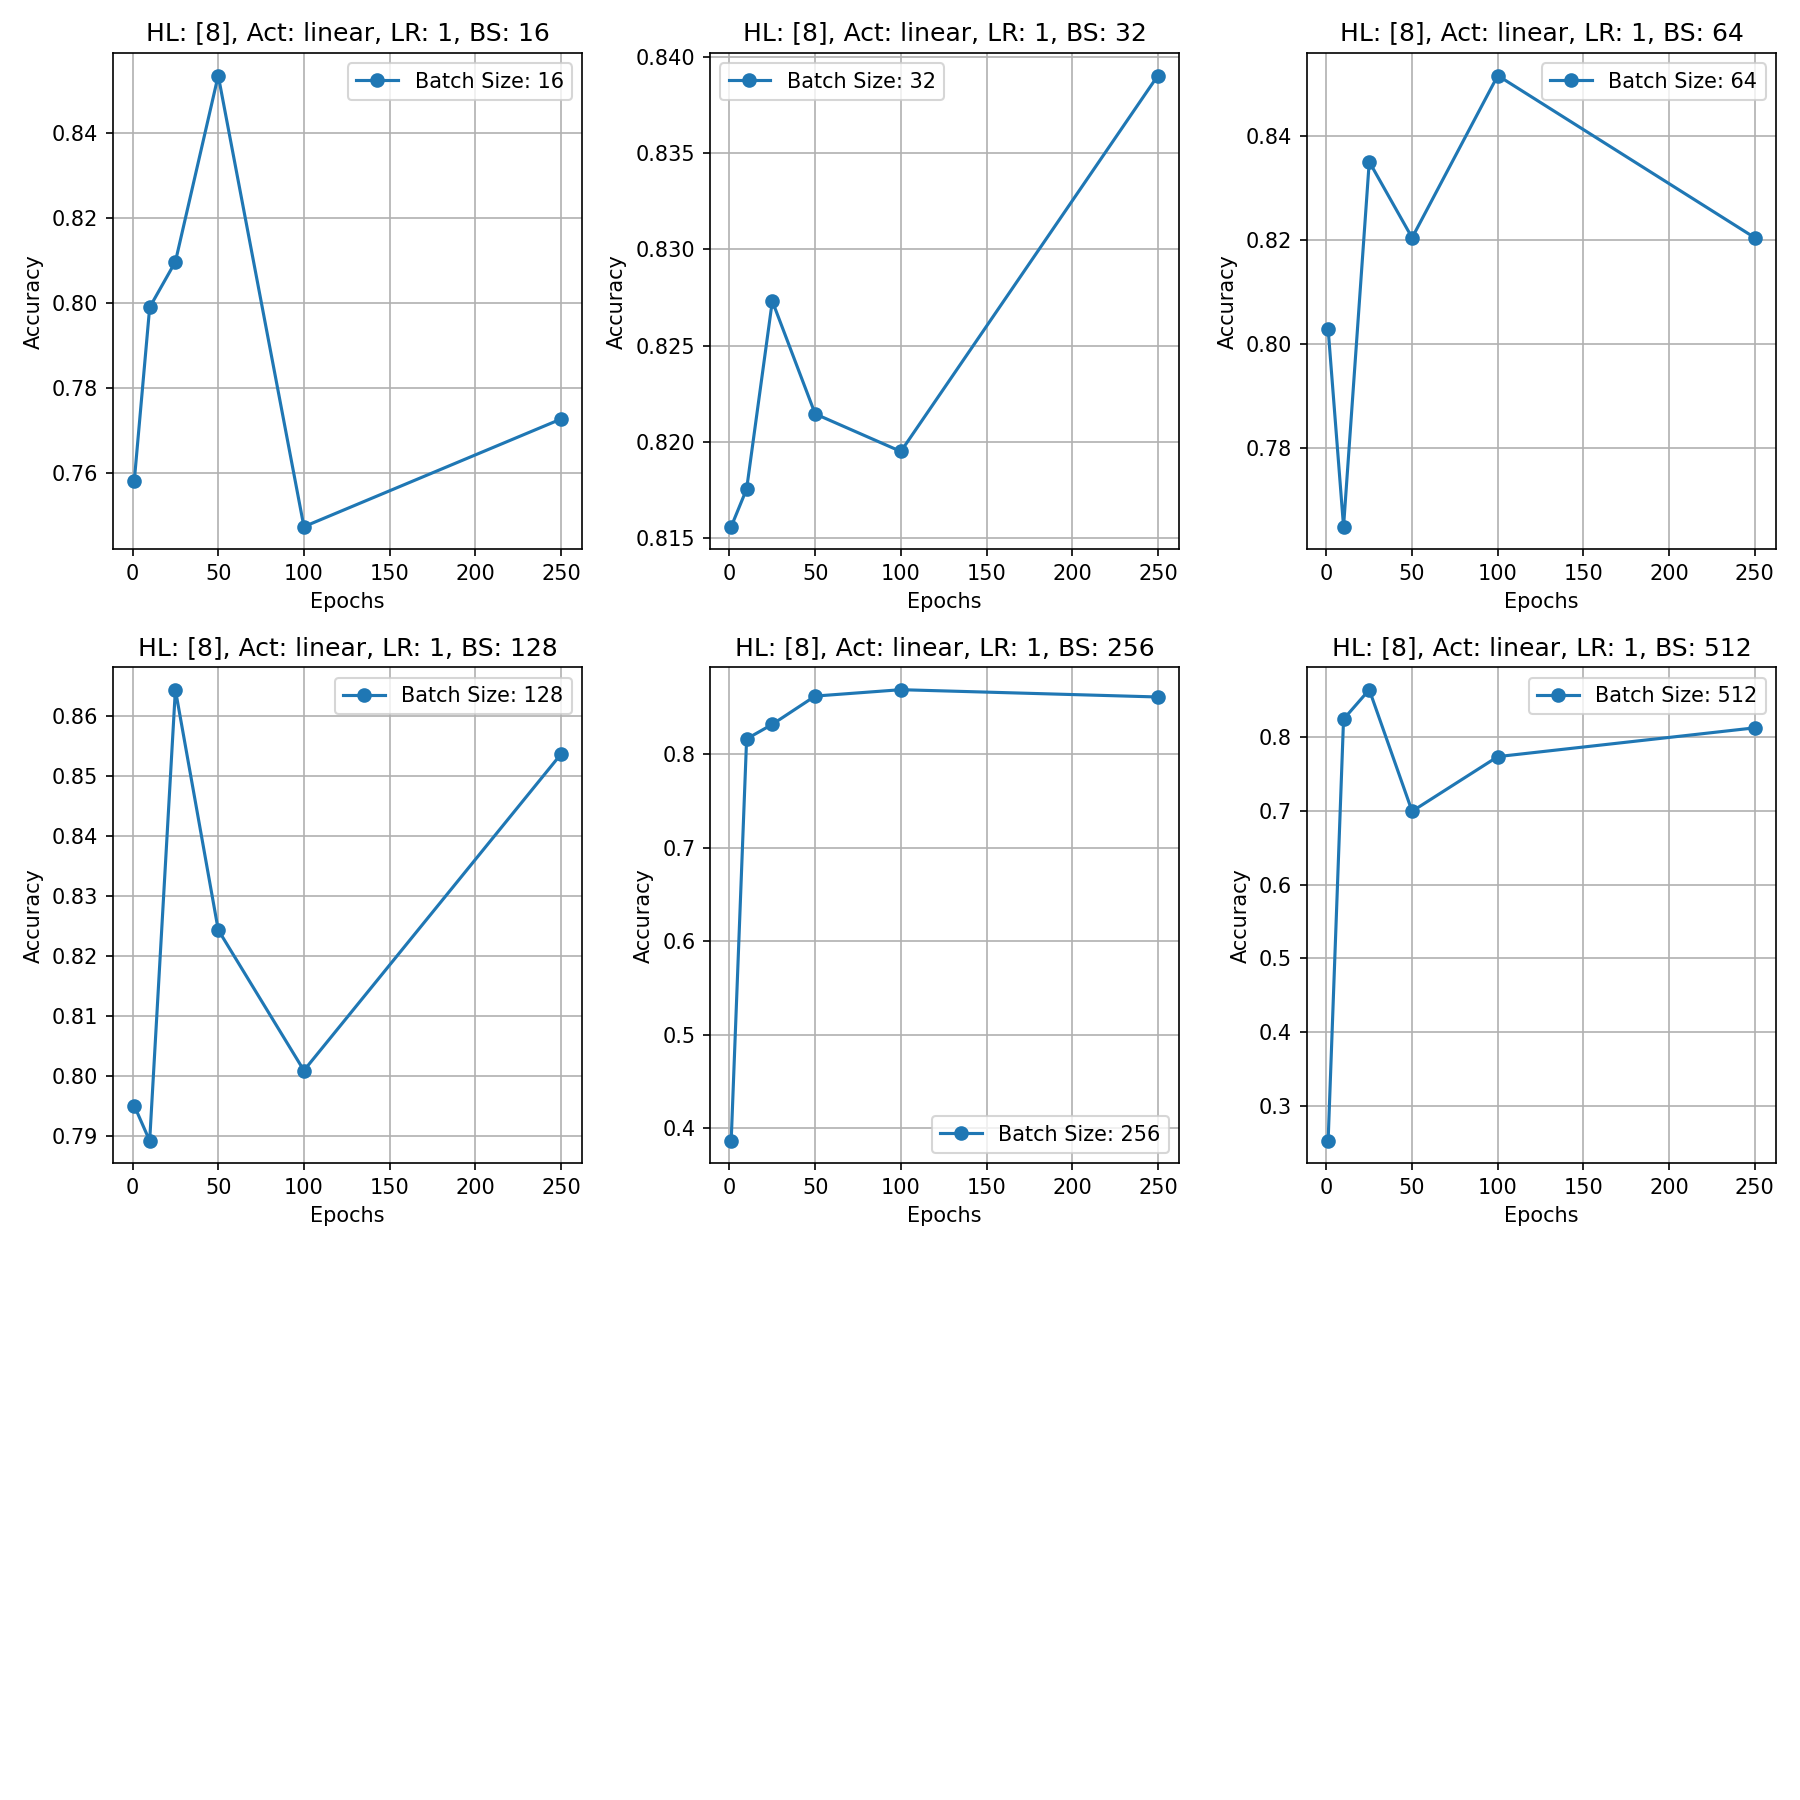 HL: [8], Act: linear, LR: 1, BS: 16
Batch Size: 16
Accuracy
0.84
0.82
0.80
0.78
0.76
0 50 100 150 200 250
Epochs
HL: [8], Act: linear, LR: 1, BS: 32
Batch Size: 32
Accuracy
0.840
0.835
0.830
0.825
0.820
0.815
0 50 100 150 200 250
Epochs
HL: [8], Act: linear, LR: 1, BS: 64
Batch Size: 64
Accuracy
0.84
0.82
0.80
0.78
0 50 100 150 200 250
Epochs
HL: [8], Act: linear, LR: 1, BS: 128
Batch Size: 128
Accuracy
0.86
0.85
0.84
0.83
0.82
0.81
0.80
0.79
0 50 100 150 200 250
Epochs
HL: [8], Act: linear, LR: 1, BS: 256
Accuracy
0.8
0.7
0.6
0.5
0.4
Batch Size: 256
0 50 100 150 200 250
Epochs
HL: [8], Act: linear, LR: 1, BS: 512
Batch Size: 512
Accuracy
0.8
0.7
0.6
0.5
0.4
0.3
0 50 100 150 200 250
Epochs